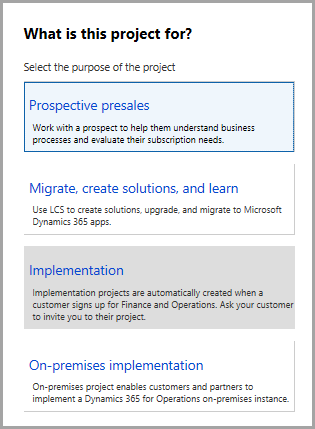 What is this project for?
Select the purpose of the project
Prospective presales
Work with a prospect to help them understand business
processes and evaluate their subscription needs.
Migrate, create solutions, and learn
Use LCS to create solutions, upgrade, and migrate to Microsoft
Dynamics 365 apps.
Implementation
Implementation projects are automatically created when a
customer signs up for Finance and Operations. Ask your customer
to invite you to their project.
On-premises implementation
On-premises project enables customers and partners to
implement a Dynamics 365 for Operations on-premises instance.